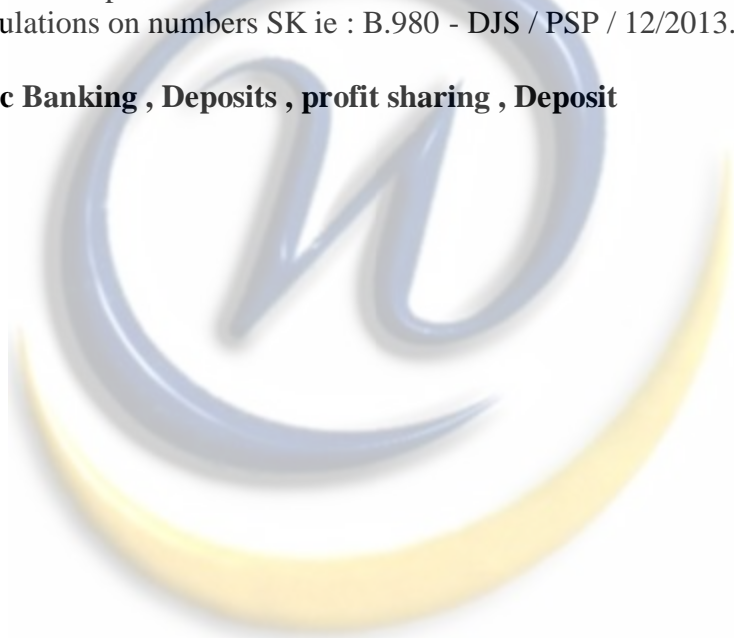 ulations on numbers SK ie : B.980 - DJS / PSP / 12/2013.
c Banking , Deposits , profit sharing , Deposit